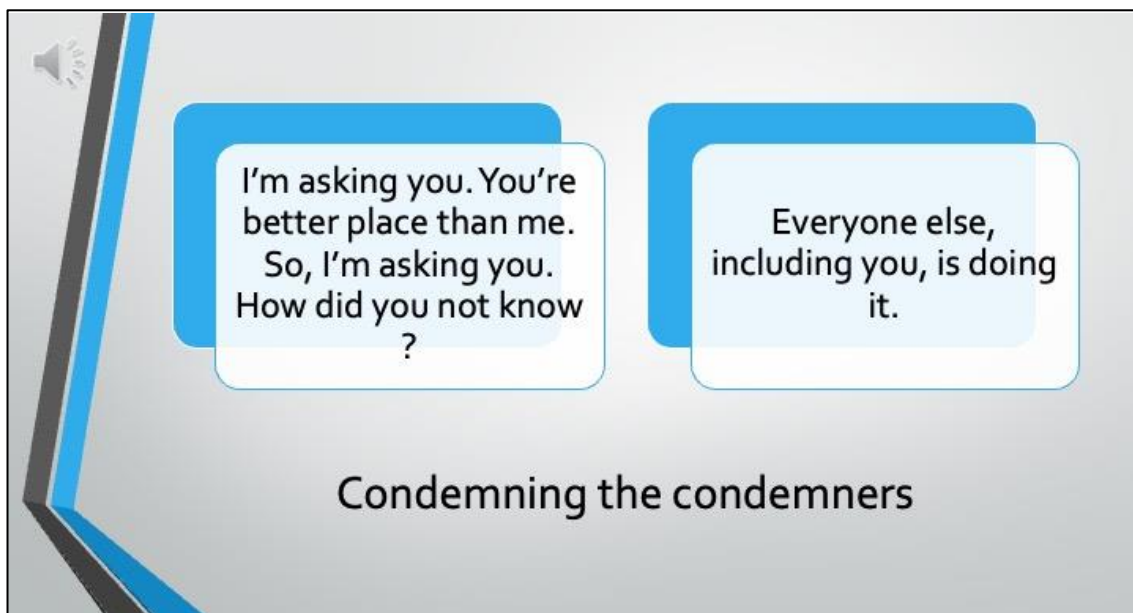 I'm asking you. You're
better place than me.
So, I'm asking you.
How did you not know
?
Everyone else,
including you, is doing
it.
Condemning the condemners